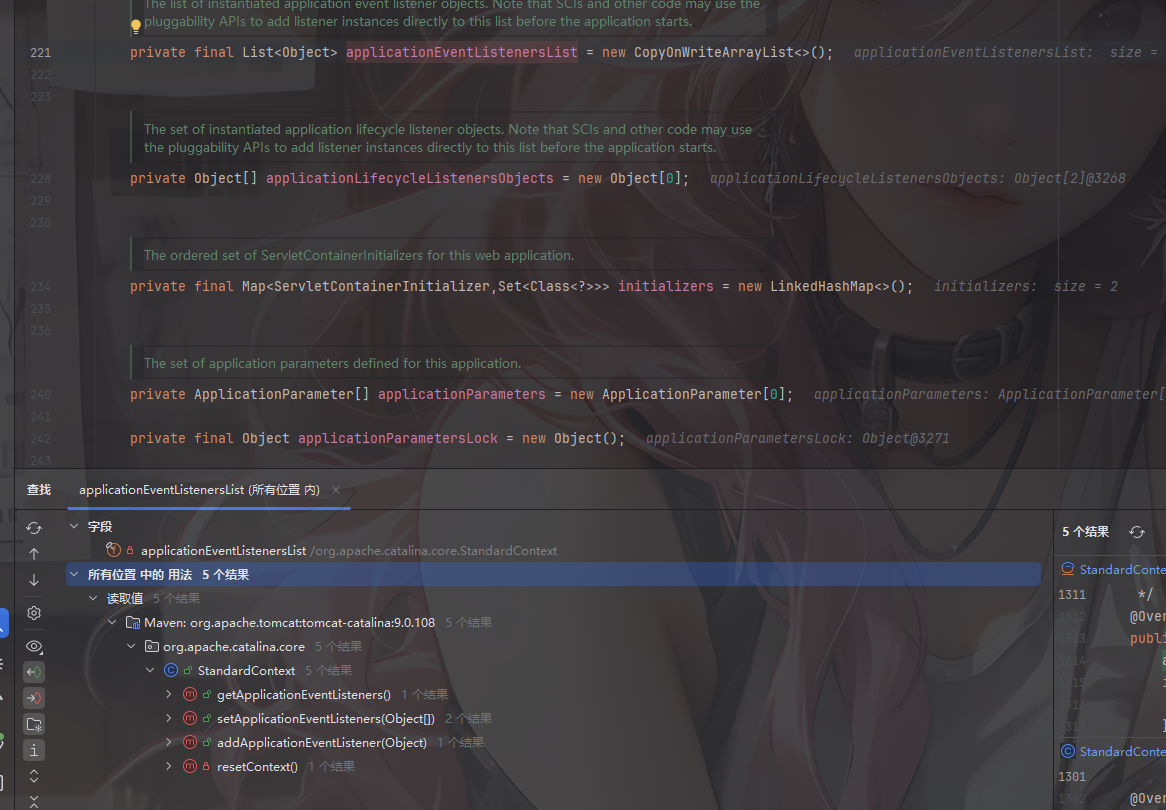 The list of instantiated application event listener objects. Note that SCIs and other code may use the
pluggability APIs to add listener instances directly to this list before the application starts.
221 private final List<Object> applicationEventListenersList = new CopyOnWriteArrayList<>(); applicationEventListenersList: size =
222
223
The set of instantiated application lifecycle listener objects. Note that SCIs and other code may use
the pluggability APIs to add listener instances directly to this list before the application starts.
228 private Object[] applicationLifecycleListenersObjects = new Object[0]; applicationLifecycleListenersObjects: Object[2]@3268
229
230
The ordered set of ServletContainerInitializers for this web application.
234 private final Map<ServletContainerInitializer,Set<Class<?>>> initializers = new LinkedHashMap<>(); initializers: size = 2
235
236
The set of application parameters defined for this application.
240 private ApplicationParameter[] applicationParameters = new ApplicationParameter[0]; applicationParameters: ApplicationParameter[
241
242 private final Object applicationParametersLock = new Object(); applicationParametersLock: Object@3271
243
查找 applicationEventListenersList (所有位置 内)
字段
applicationEventListenersList /org.apache.catalina.core.StandardContext
所有位置 中的 用法 5 个结果
读取值 5 个结果
Maven: org.apache.tomcat:tomcat-catalina:9.0.108 5 个结果
org.apache.catalina.core 5 个结果
StandardContext 5 个结果
getApplicationEventListeners() 1 个结果
setApplicationEventListeners(Object[]) 2 个结果
addApplicationEventListener(Object) 1 个结果
resetContext() 1 个结果
5 个结果
StandardConte
1311 */
1312 @Over
1313 publi
1314
1315
1316
1317 }
StandardConte
1301
1302 @Over